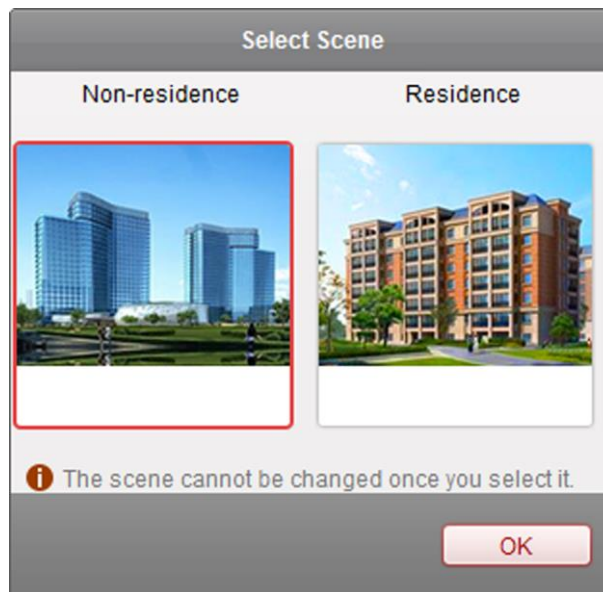 Select Scene
Non-residence Residence
The scene cannot be changed once you select it.
OK